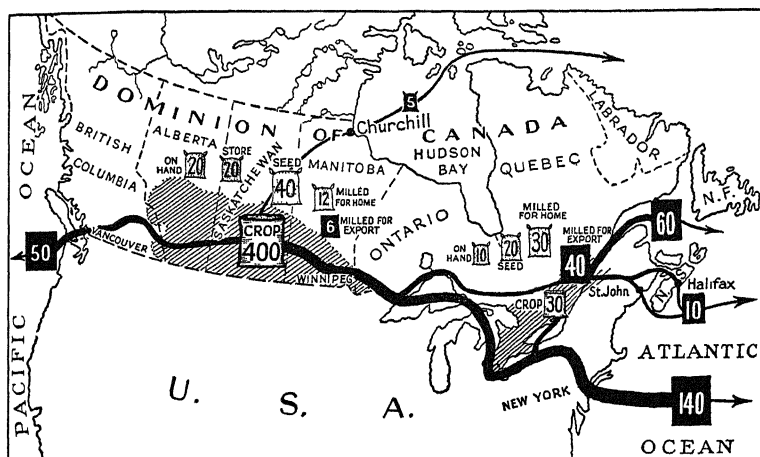 DOMINION OF CANADA
PACIFIC OCEAN
BRITISH COLUMBIA
ALBERTA
SASKATCHEWAN
MANITOBA
ONTARIO
HUDSON BAY
QUEBEC
LABRADOR
N.F.
Churchill
5
ON HAND 20
STORE 20
SEED 40
12 MILLED FOR HOME
6 MILLED FOR EXPORT
CROP 400
VANCOUVER
50
WINNIPEG
ON HAND 10
20 SEED
MILLED FOR HOME 30
MILLED FOR EXPORT 40
60
CROP 30
St. John
N.S.
Halifax
10
ATLANTIC OCEAN
NEW YORK
140
U. S. A.